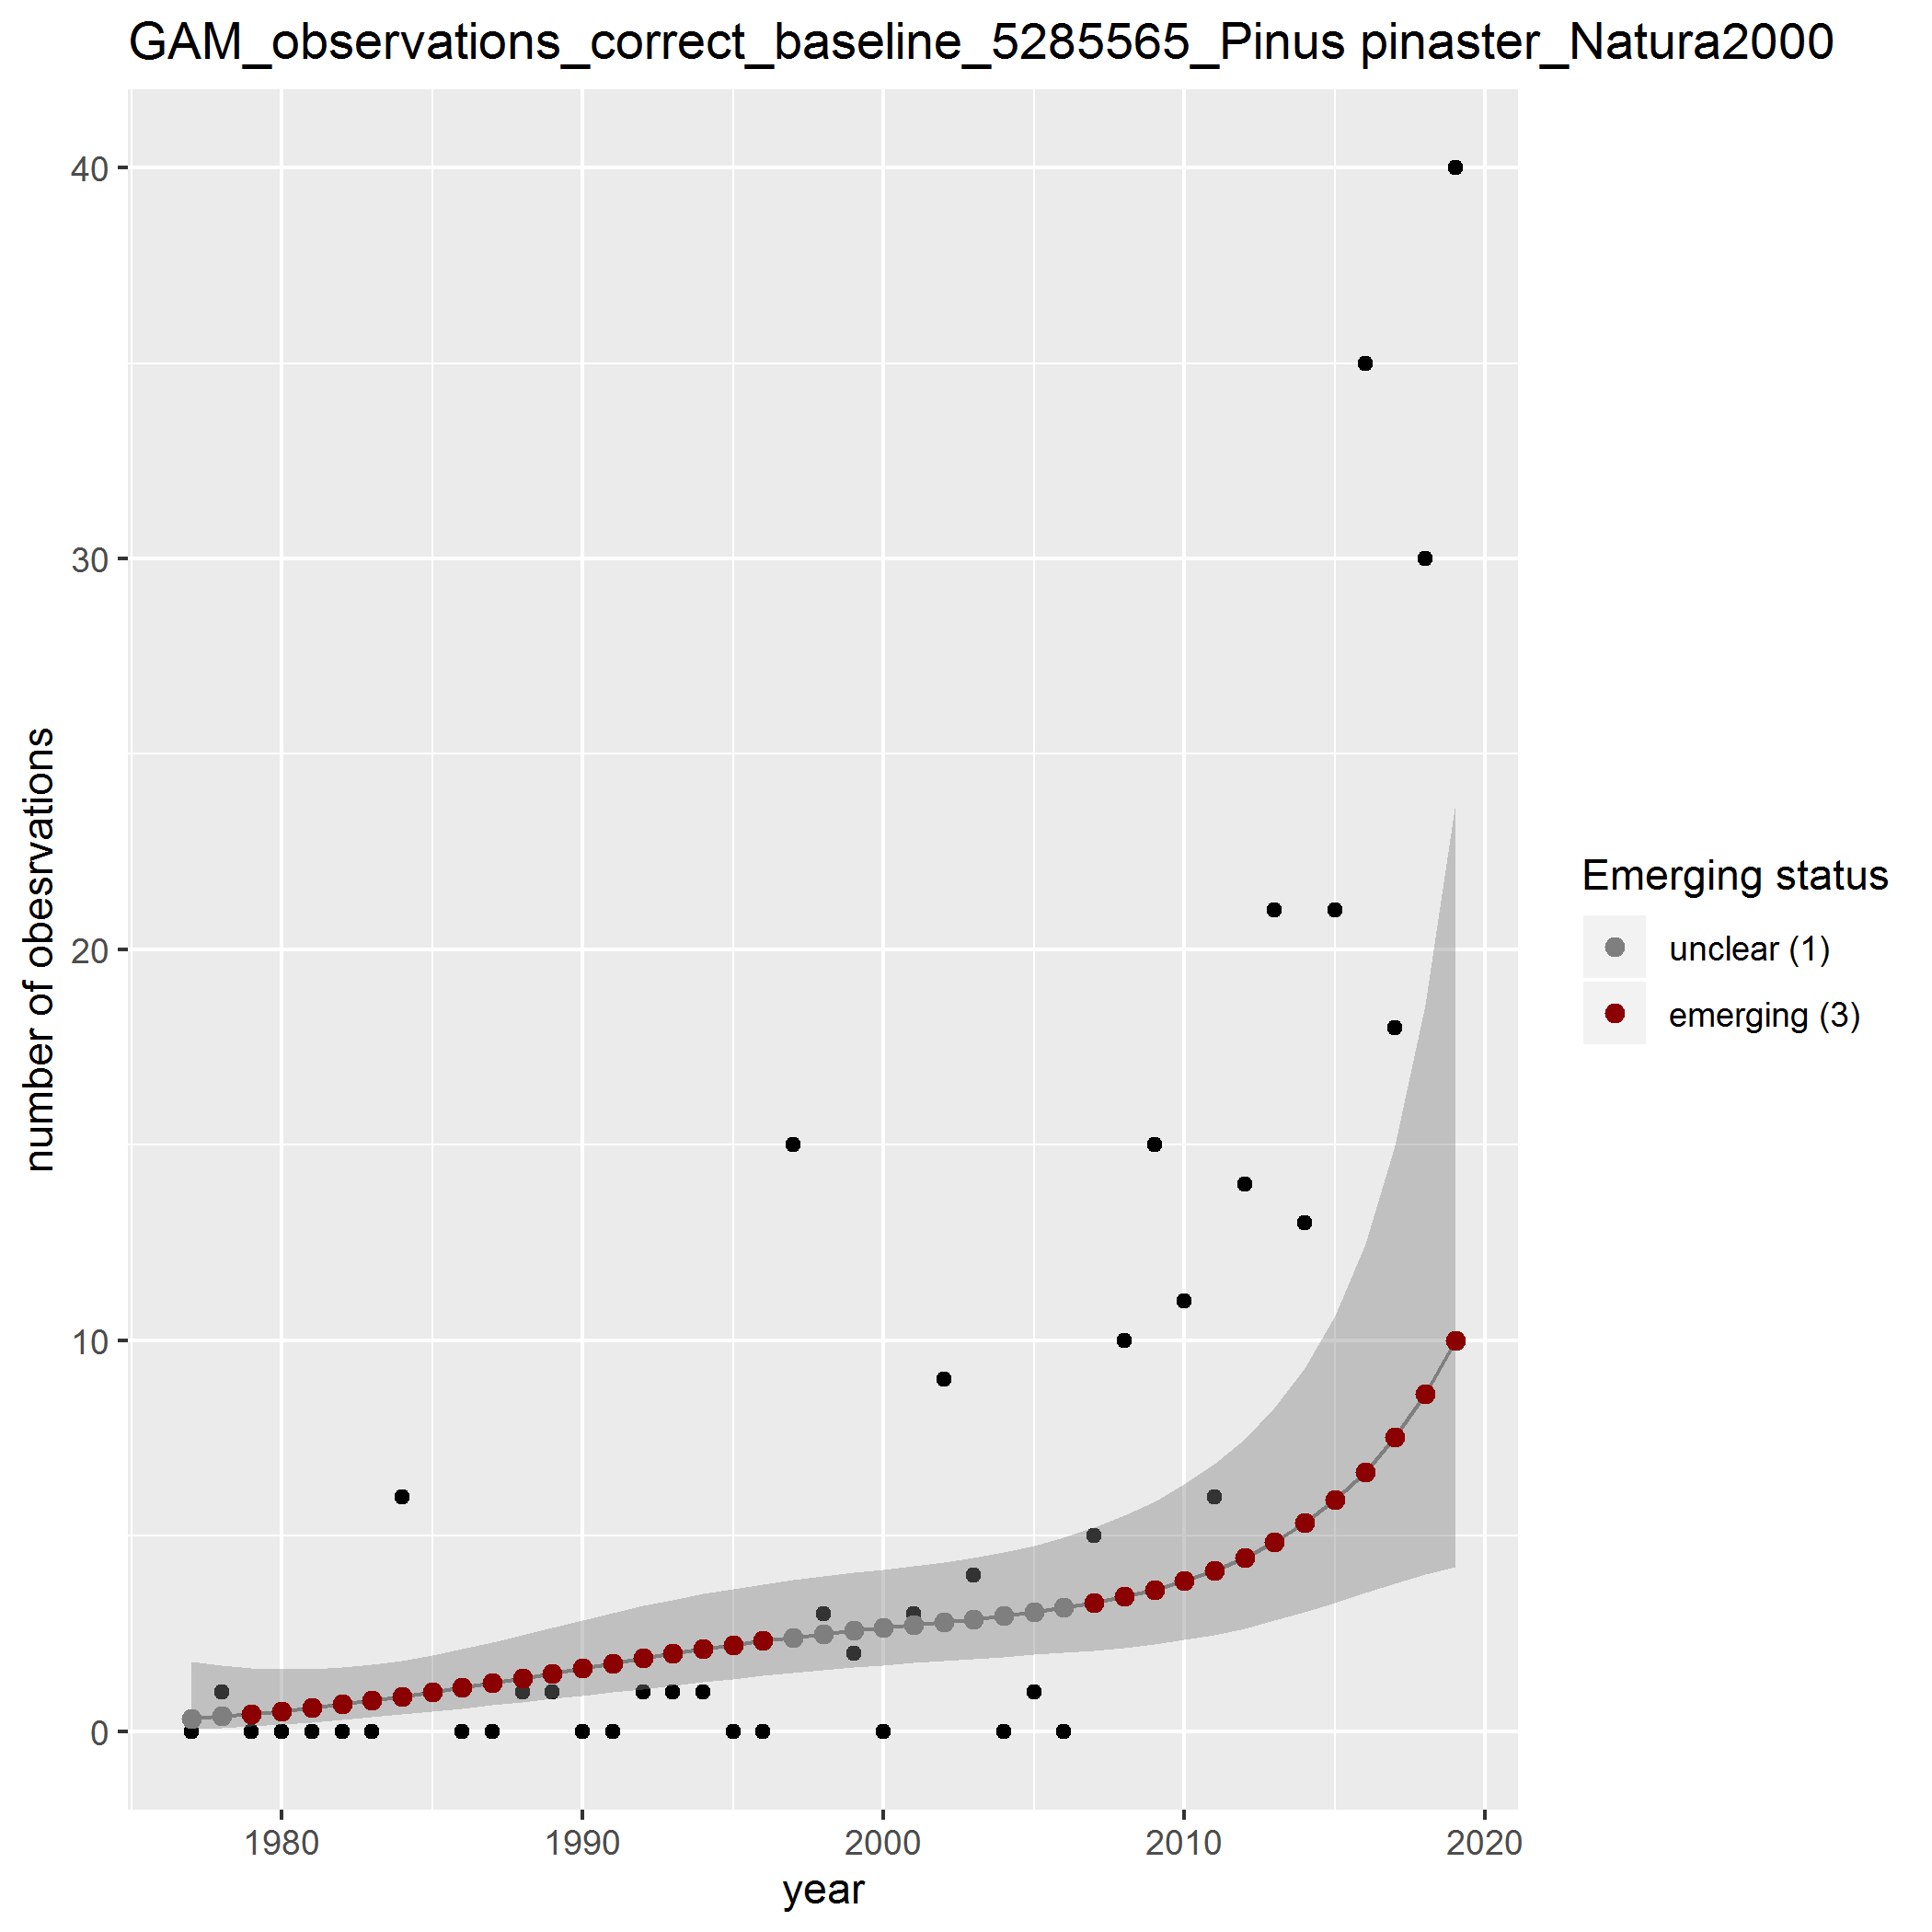 GAM_observations_correct_baseline_5285565_Pinus pinaster_Natura2000
number of obesrvations
40
30
20
10
0
1980 1990 2000 2010 2020
year
Emerging status
unclear (1)
emerging (3)